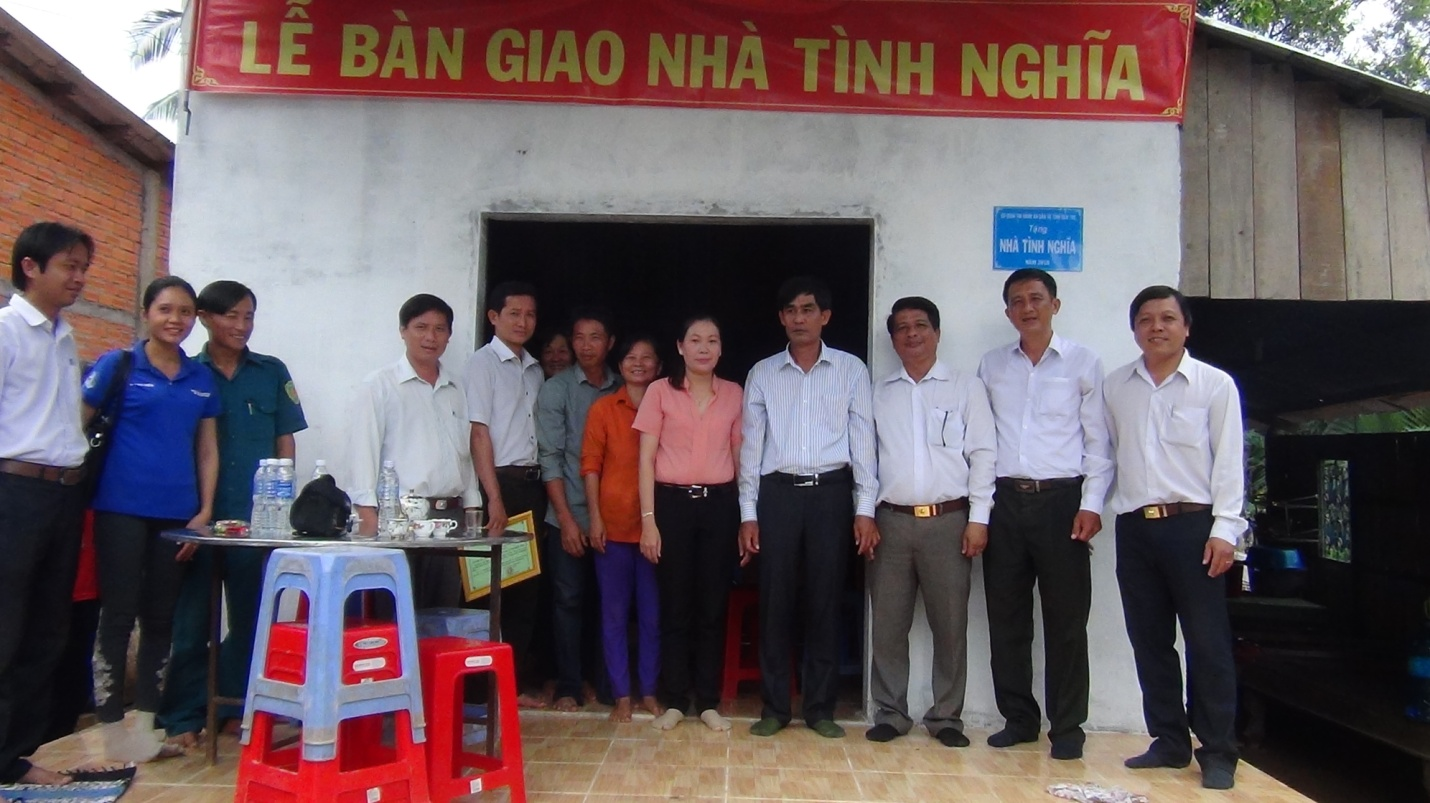 LỄ BÀN GIAO NHÀ TÌNH NGHĨA
Tặng
NHÀ TÌNH NGHĨA